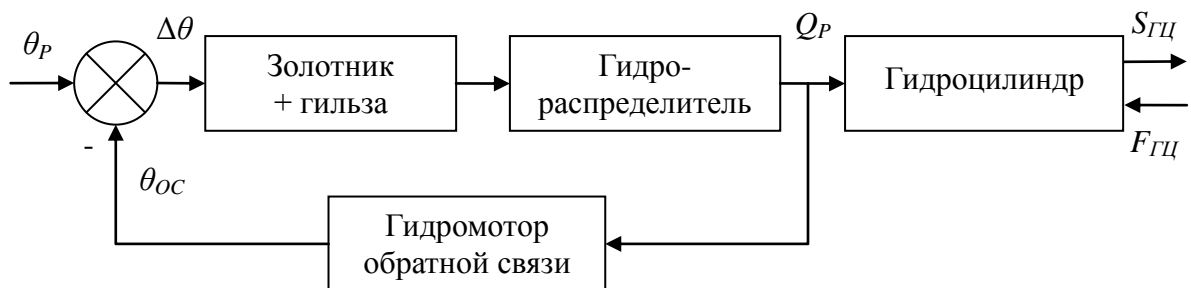 θP
Δθ
Золотник
+ гильза
Гидро-
распределитель
QP
Гидроцилиндр
SГЦ
FГЦ
-
θОС
Гидромотор
обратной связи